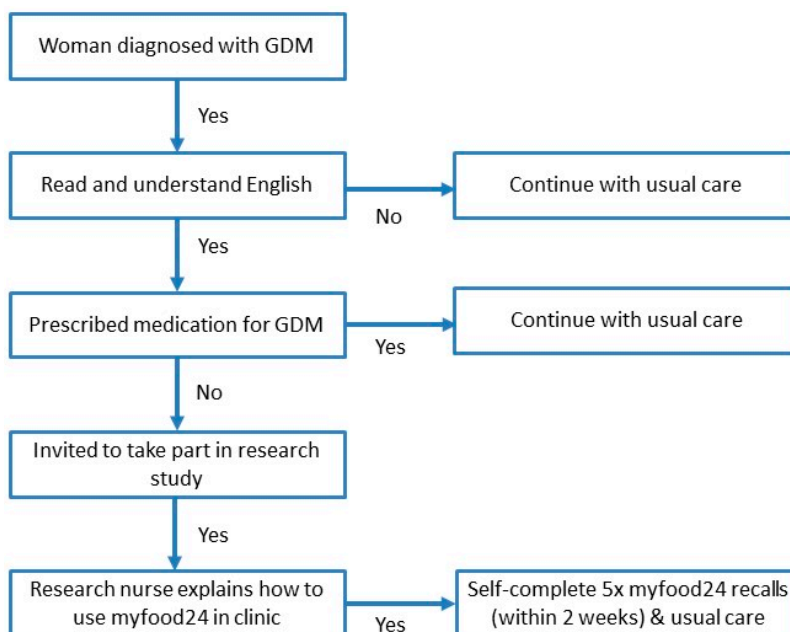 Woman diagnosed with GDM
Yes
Read and understand English
Continue with usual care
No
Yes
Prescribed medication for GDM
Continue with usual care
Yes
No
Invited to take part in research
study
Yes
Research nurse explains how to
use myfood24 in clinic
Self-complete 5x myfood24 recalls
(within 2 weeks) & usual care
Yes